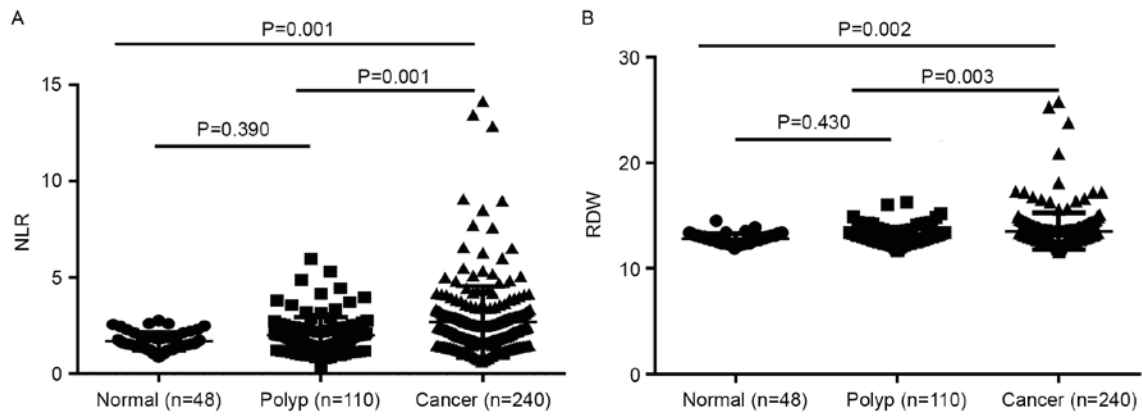 A
P=0.001
P=0.001
P=0.390
15
10
5
0
NLR
Normal (n=48) Polyp (n=110) Cancer (n=240)
B
P=0.002
P=0.003
P=0.430
30
20
10
0
RDW
Normal (n=48) Polyp (n=110) Cancer (n=240)